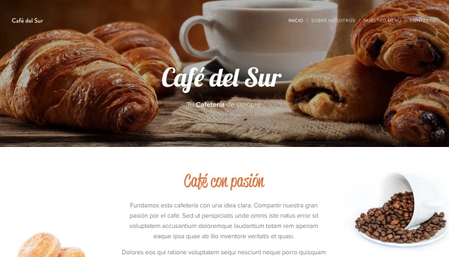 Café del Sur
INICIO / SOBRE NOSOTROS / NUESTRO MENÚ / CONTACTO
Café del Sur
Tu Cafetería de siempre
Café con pasión
Fundamos esta cafetería con una idea clara: Compartir nuestra gran
pasión por el café. Sed ut perspiciatis unde omnis iste natus error sit
voluptatem accusantium doloremque laudantium totam rem aperiam
eaque ipsa quae ab illo inventore veritatis et quasi.
Dolores eos qui ratione voluptatem sequi nesciunt neque porro quisquam